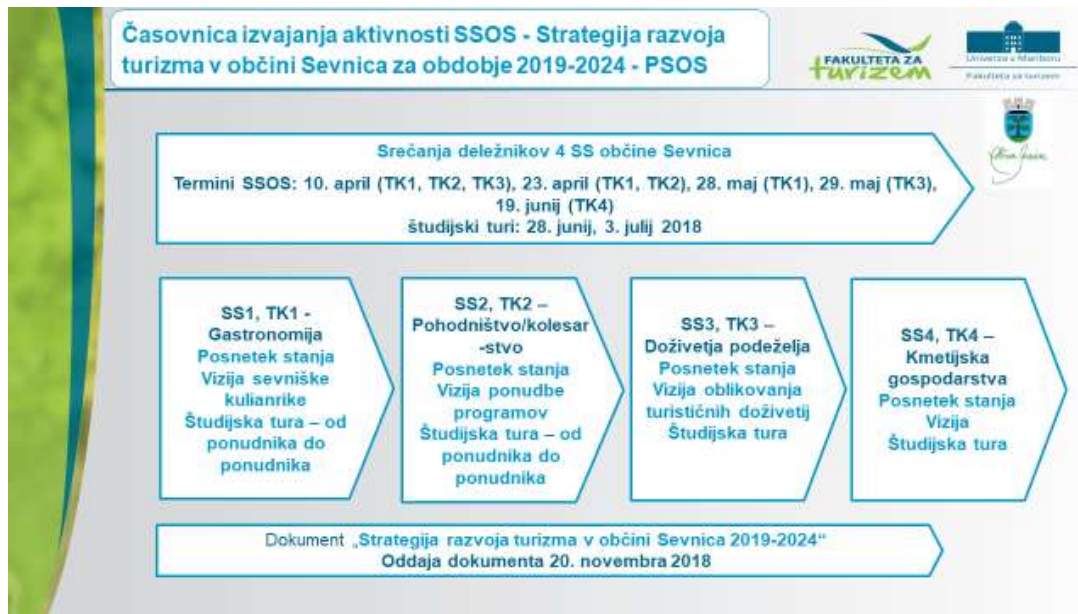 Časovnica izvajanja aktivnosti SSOS - Strategija razvoja
turizma v občini Sevnica za obdobje 2019-2024 - PSOS
FAKULTETA ZA
turizem
Univerza v Mariboru
Fakulteta za turizem
Srečanja deležnikov 4 SS občine Sevnica
Termini SSOS: 10. april (TK1, TK2, TK3), 23. april (TK1, TK2), 28. maj (TK1), 29. maj (TK3),
19. junij (TK4)
študijski turi: 28. junij, 3. julij 2018
SS1, TK1 -
Gastronomija
Posnetek stanja
Vizija sevniške
kulianrike
Študijska tura – od
ponudnika do
ponudnika
SS2, TK2 –
Pohodništvo/kolesar
-stvo
Posnetek stanja
Vizija ponudbe
programov
Študijska tura – od
ponudnika do
ponudnika
SS3, TK3 –
Doživetja podeželja
Posnetek stanja
Vizija oblikovanja
turističnih doživetij
Študijska tura
SS4, TK4 –
Kmetijska
gospodarstva
Posnetek stanja
Vizija
Študijska tura
Dokument „Strategija razvoja turizma v občini Sevnica 2019-2024“
Oddaja dokumenta 20. novembra 2018